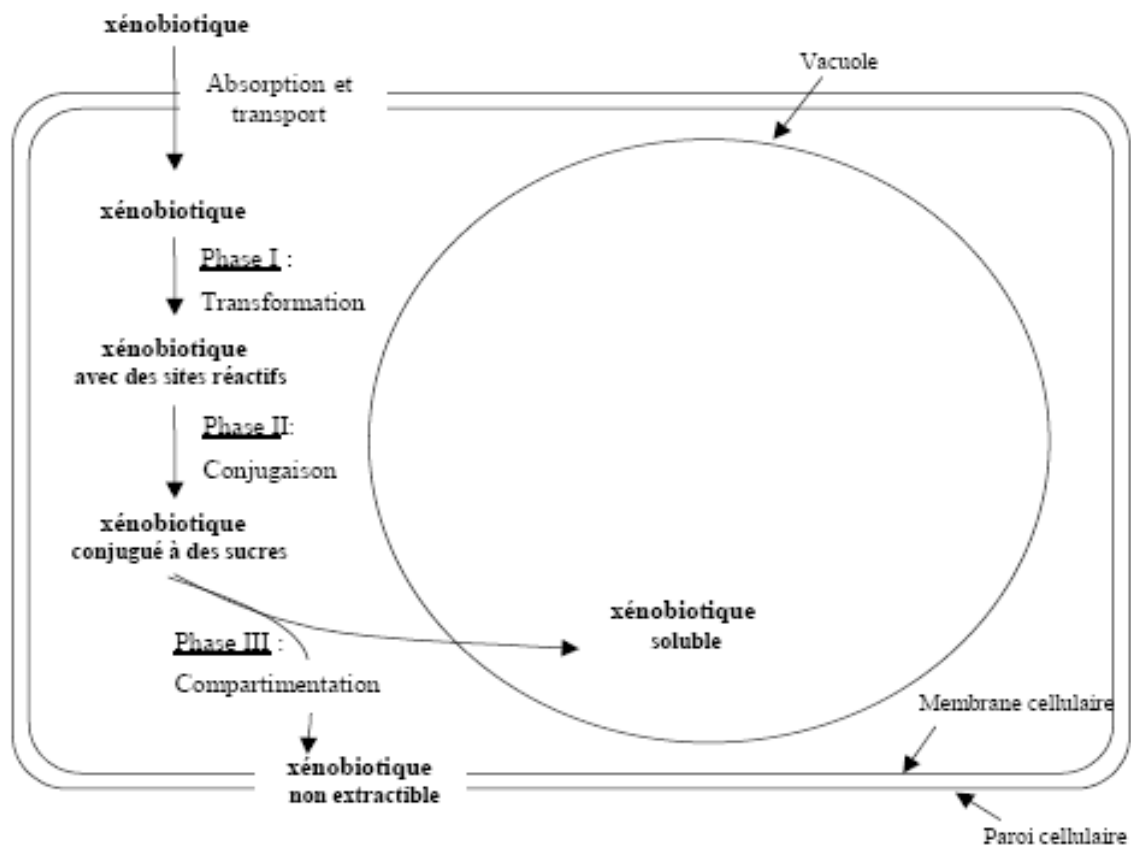 xénobiotique
Vacuole
Absorption et
transport
xénobiotique
Phase I :
Transformation
xénobiotique
avec des sites réactifs
Phase II:
Conjugaison
xénobiotique
conjugué à des sucres
xénobiotique
soluble
Phase III :
Compartimentation
Membrane cellulaire
xénobiotique
non extractible
Paroi cellulaire